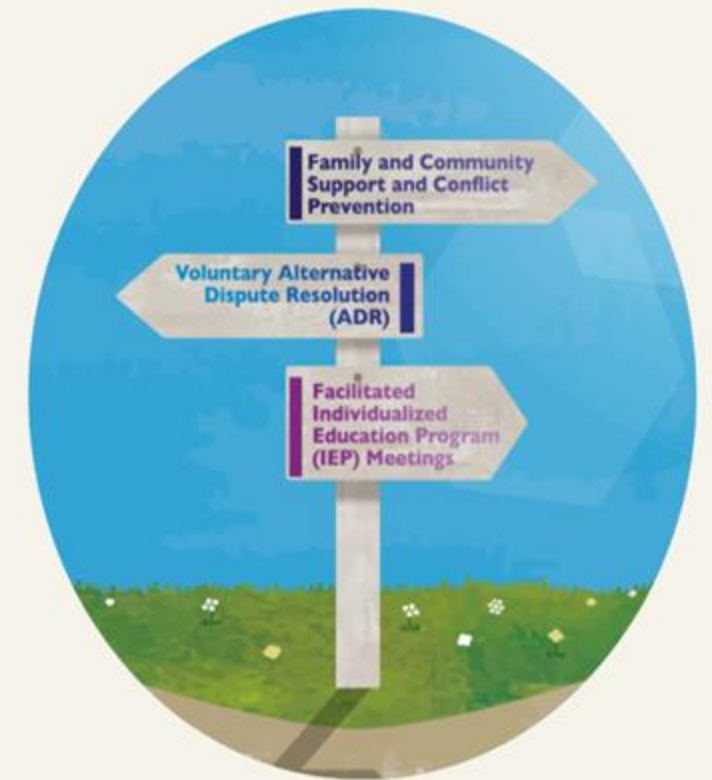 Family and Community
Support and Conflict
Prevention
Voluntary Alternative
Dispute Resolution
(ADR)
Facilitated
Individualized
Education Program
(IEP) Meetings